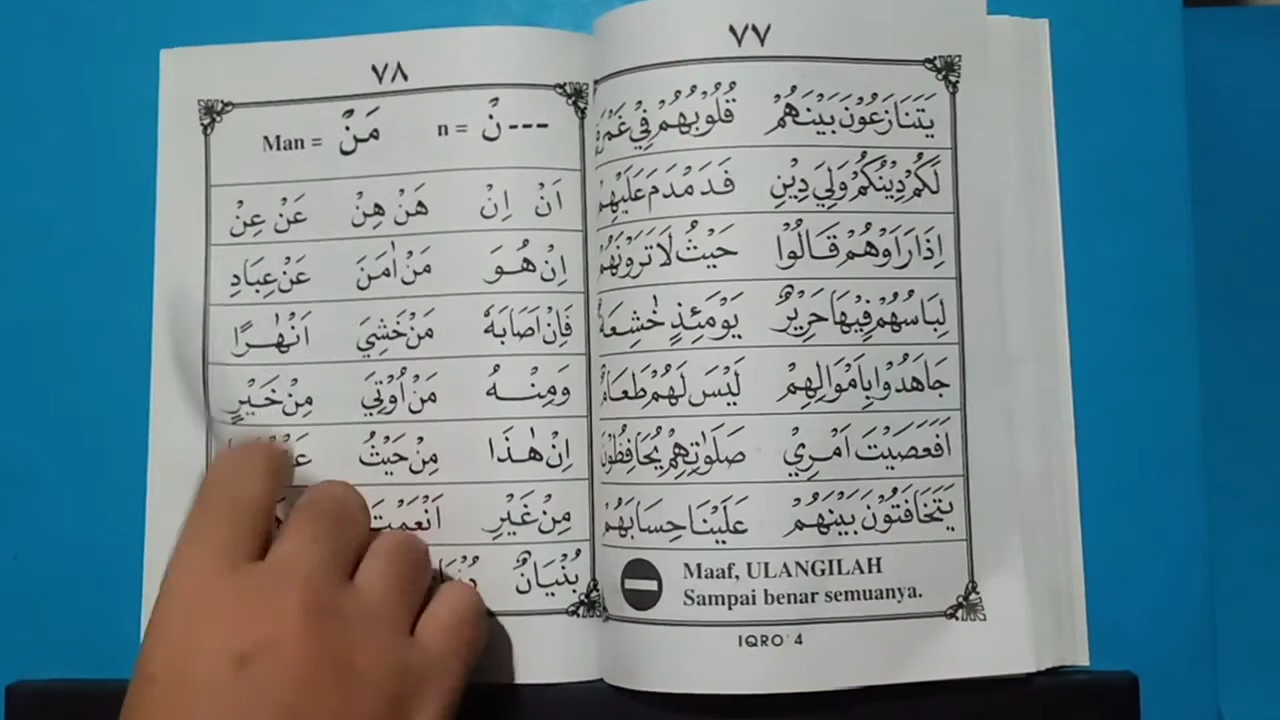 ٧٧
يَتَنَازَعُوْنَ بَيْنَهُمْ قُلُوْبُهُمْ فِيْ
لَكُمْ دِيْنُكُمْ وَلِيَ دِيْنِ فَدَمْدَمَ عَلَيْهِمْ
اِذَا رَاَوْهُمْ قَالُوْا حَيْثُ لَا تَرَوْنَهُمْ
لِبَاسُهُمْ فِيْهَا حَرِيْرٌ يَوْمَئِذٍ خٰشِعَةٌ
جَاهَدُوْا بِاَمْوَالِهِمْ لَيْسَ لَهُمْ طَعَامٌ
اَفَعَصَيْتَ اَمْرِيْ صَلَوٰتِهِمْ يُحَافِظُوْنَ
يَتَخَافَتُوْنَ بَيْنَهُمْ عَلَيْنَا حِسَابَهُمْ
Maaf, ULANGILAH
Sampai benar semuanya.
IQRO' 4
٧٨
--- نْ = n مَنْ = Man
اَنْ اِنْ هَنْ هِنْ عَنْ عِنْ
اِنْ هُوَ مَنْ اٰمَنَ عَنْ عِبَادِ
فَاِنْ اَصَابَهٗ مَنْ خَشِيَ اَنْهٰرًا
وَمِنْهُ مَنْ اُوْتِيَ مِنْ خَيْرٍ
اِنْ هٰذَا مِنْ حَيْثُ
مِنْ غَيْرِ اَنْعَمْتَ
بُنْيَانٌ